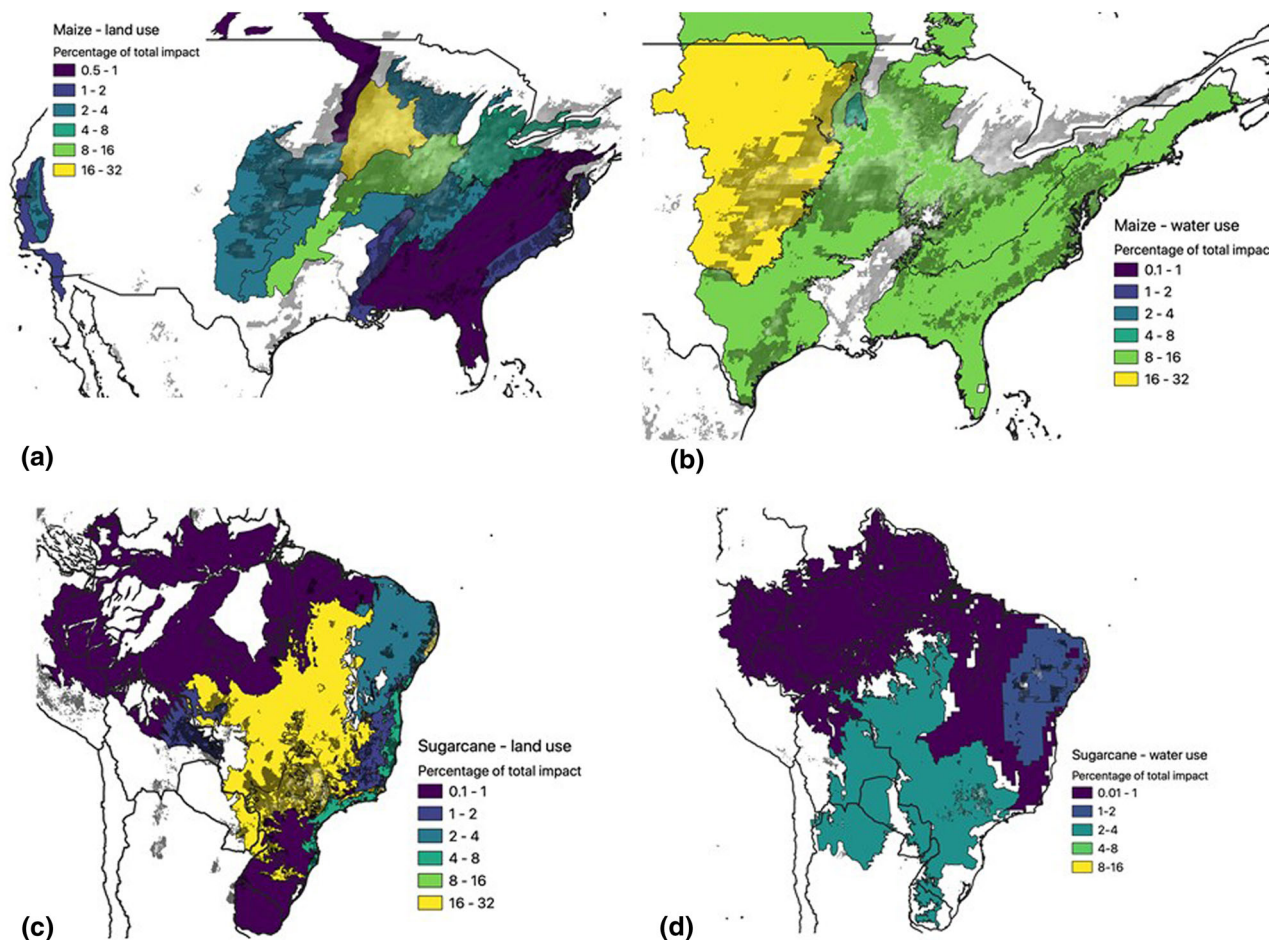 Maize - land use
Percentage of total impact
0.5 - 1
1 - 2
2 - 4
4 - 8
8 - 16
16 - 32
(a)
Maize - water use
Percentage of total impact
0.1 - 1
1 - 2
2 - 4
4 - 8
8 - 16
16 - 32
(b)
Sugarcane - land use
Percentage of total impact
0.1 - 1
1 - 2
2 - 4
4 - 8
8 - 16
16 - 32
(c)
Sugarcane - water use
Percentage of total impact
0.01 - 1
1-2
2-4
4-8
8-16
(d)